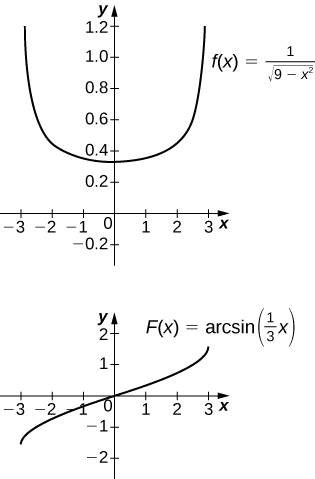 y
1.2
f(x) = 1/√(9 − x²)
1.0
0.8
0.6
0.4
0.2
−3 −2 −1 0 1 2 3 x
−0.2
y
F(x) = arcsin(1/3 x)
2
1
−3 −2 −1 0 1 2 3 x
−1
−2